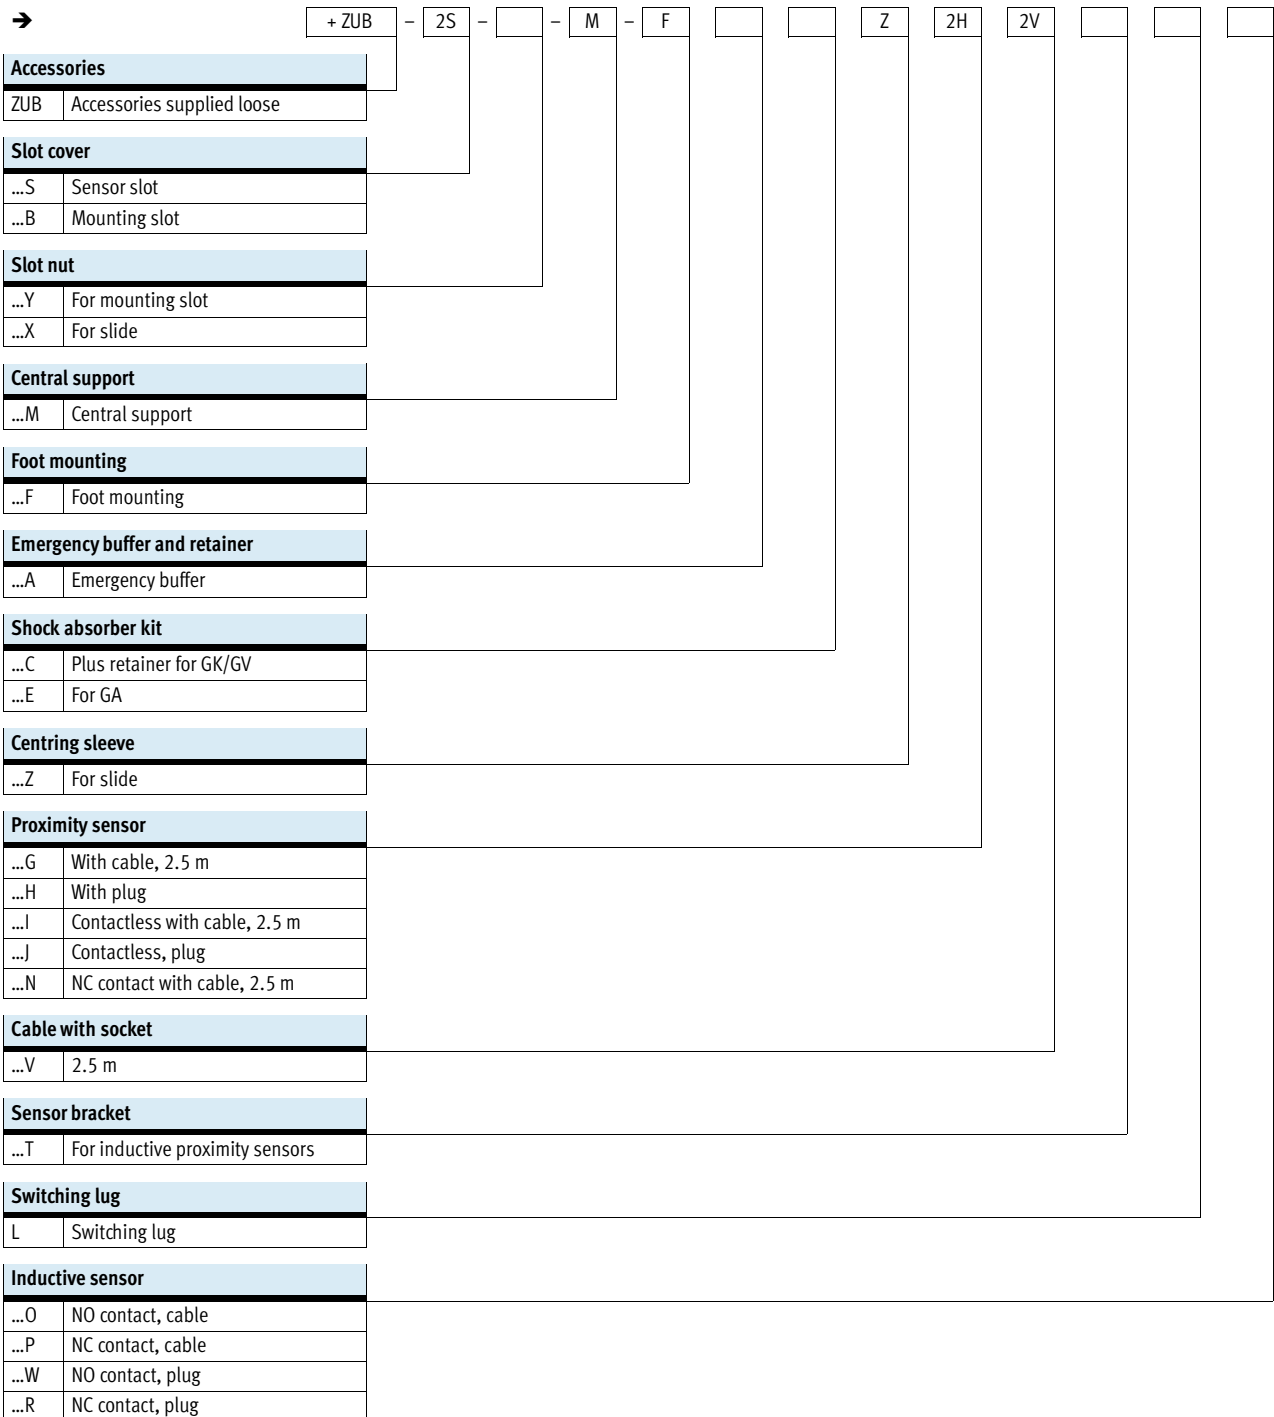 ➔ + ZUB – 2S – – M – F Z 2H 2V
Accessories
ZUB Accessories supplied loose
Slot cover
...S Sensor slot
...B Mounting slot
Slot nut
...Y For mounting slot
...X For slide
Central support
...M Central support
Foot mounting
...F Foot mounting
Emergency buffer and retainer
...A Emergency buffer
Shock absorber kit
...C Plus retainer for GK/GV
...E For GA
Centring sleeve
...Z For slide
Proximity sensor
...G With cable, 2.5 m
...H With plug
...I Contactless with cable, 2.5 m
...J Contactless, plug
...N NC contact with cable, 2.5 m
Cable with socket
...V 2.5 m
Sensor bracket
...T For inductive proximity sensors
Switching lug
L Switching lug
Inductive sensor
...O NO contact, cable
...P NC contact, cable
...W NO contact, plug
...R NC contact, plug